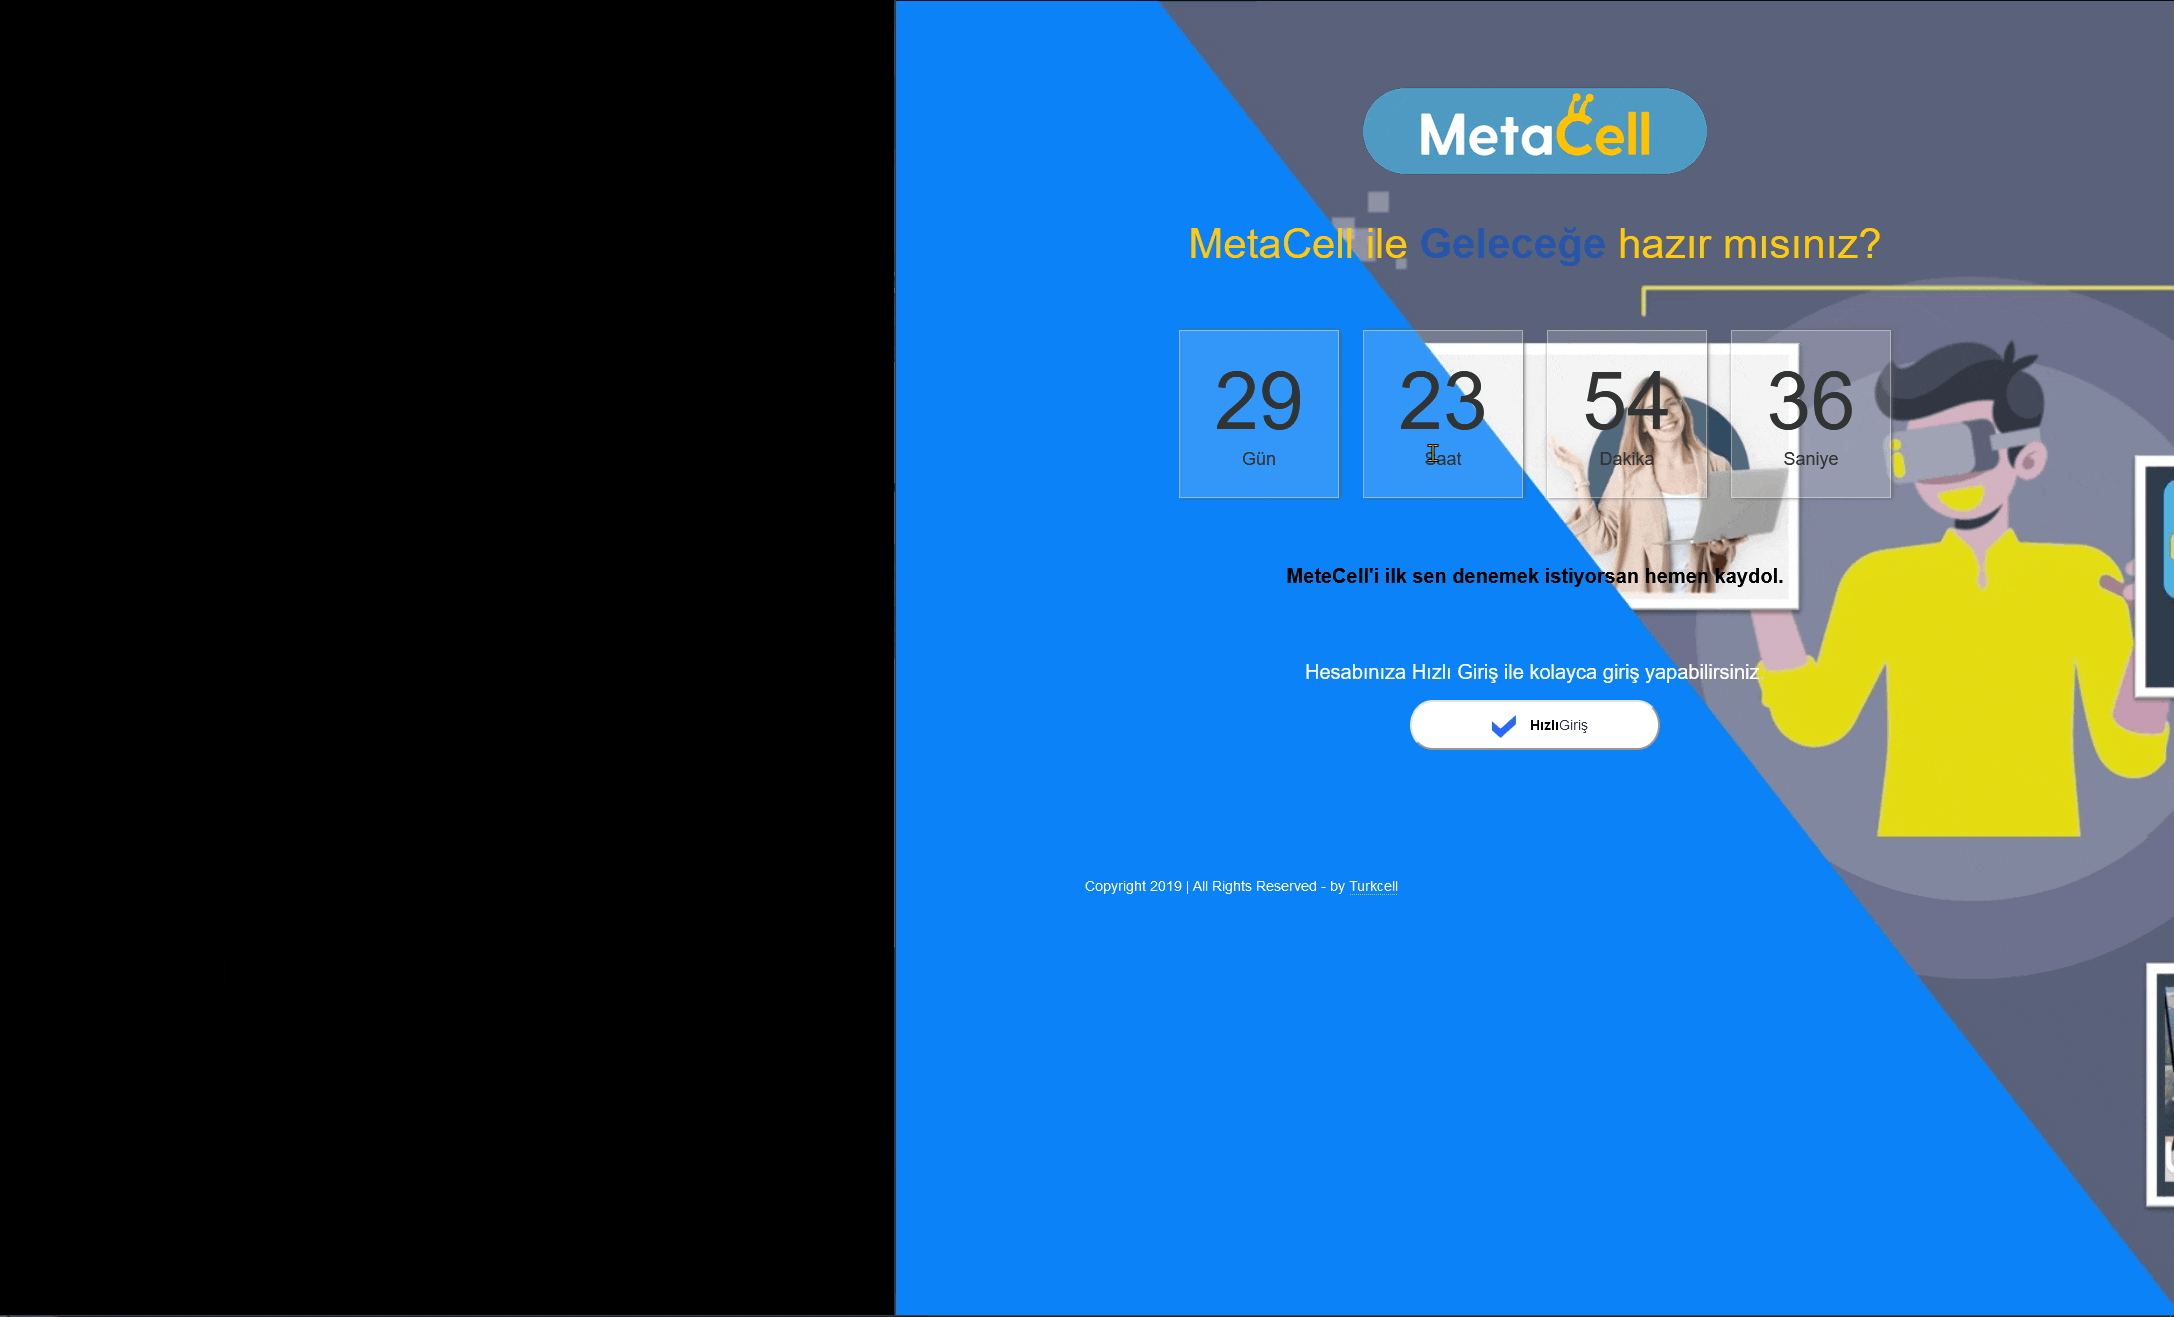 MetaCell
MetaCell ile Geleceğe hazır mısınız?
29 23 54 36
Gün Saat Dakika Saniye
MeteCell'i ilk sen denemek istiyorsan hemen kaydol.
Hesabınıza Hızlı Giriş ile kolayca giriş yapabilirsiniz.
HızlıGiriş
Copyright 2019 | All Rights Reserved - by Turkcell